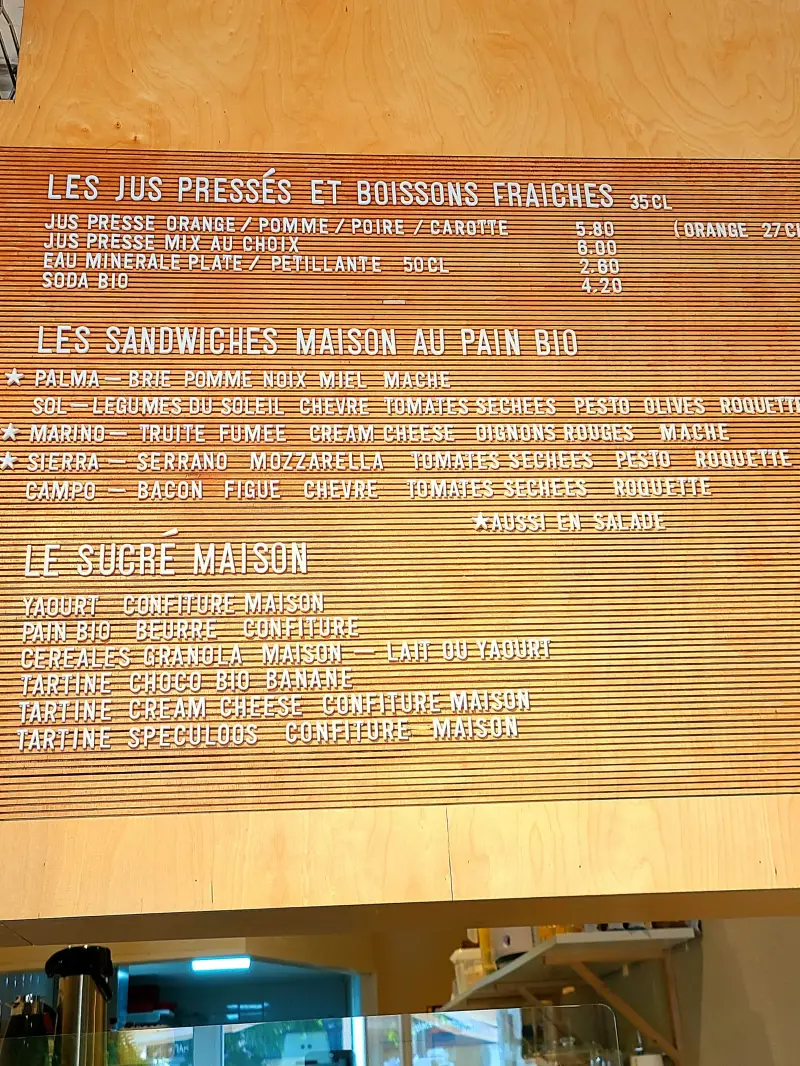 LES JUS PRESSÉS ET BOISSONS FRAICHES 35CL
JUS PRESSE ORANGE / POMME / POIRE / CAROTTE 5.80 (ORANGE 27CL
JUS PRESSE MIX AU CHOIX 6.00
EAU MINERALE PLATE / PETILLANTE 50CL 2.60
SODA BIO 4.20
LES SANDWICHES MAISON AU PAIN BIO
★ PALMA — BRIE POMME NOIX MIEL MACHE
SOL — LEGUMES DU SOLEIL CHEVRE TOMATES SECHEES PESTO OLIVES ROQUETTE
★ MARINO — TRUITE FUMEE CREAM CHEESE OIGNONS ROUGES MACHE
★ SIERRA — SERRANO MOZZARELLA TOMATES SECHEES PESTO ROQUETTE
CAMPO — BACON FIGUE CHEVRE TOMATES SECHEES ROQUETTE
★AUSSI EN SALADE
LE SUCRÉ MAISON
YAOURT CONFITURE MAISON
PAIN BIO BEURRE CONFITURE
CEREALES GRANOLA MAISON — LAIT OU YAOURT
TARTINE CHOCO BIO BANANE
TARTINE CREAM CHEESE CONFITURE MAISON
TARTINE SPECULOOS CONFITURE MAISON